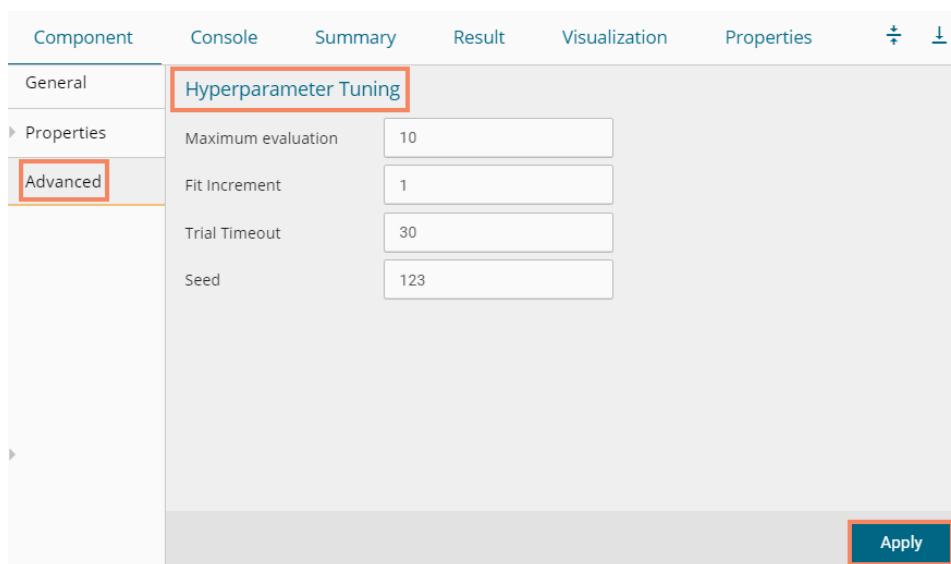 Component Console Summary Result Visualization Properties
General
Properties
Advanced
Hyperparameter Tuning
Maximum evaluation 10
Fit Increment 1
Trial Timeout 30
Seed 123
Apply